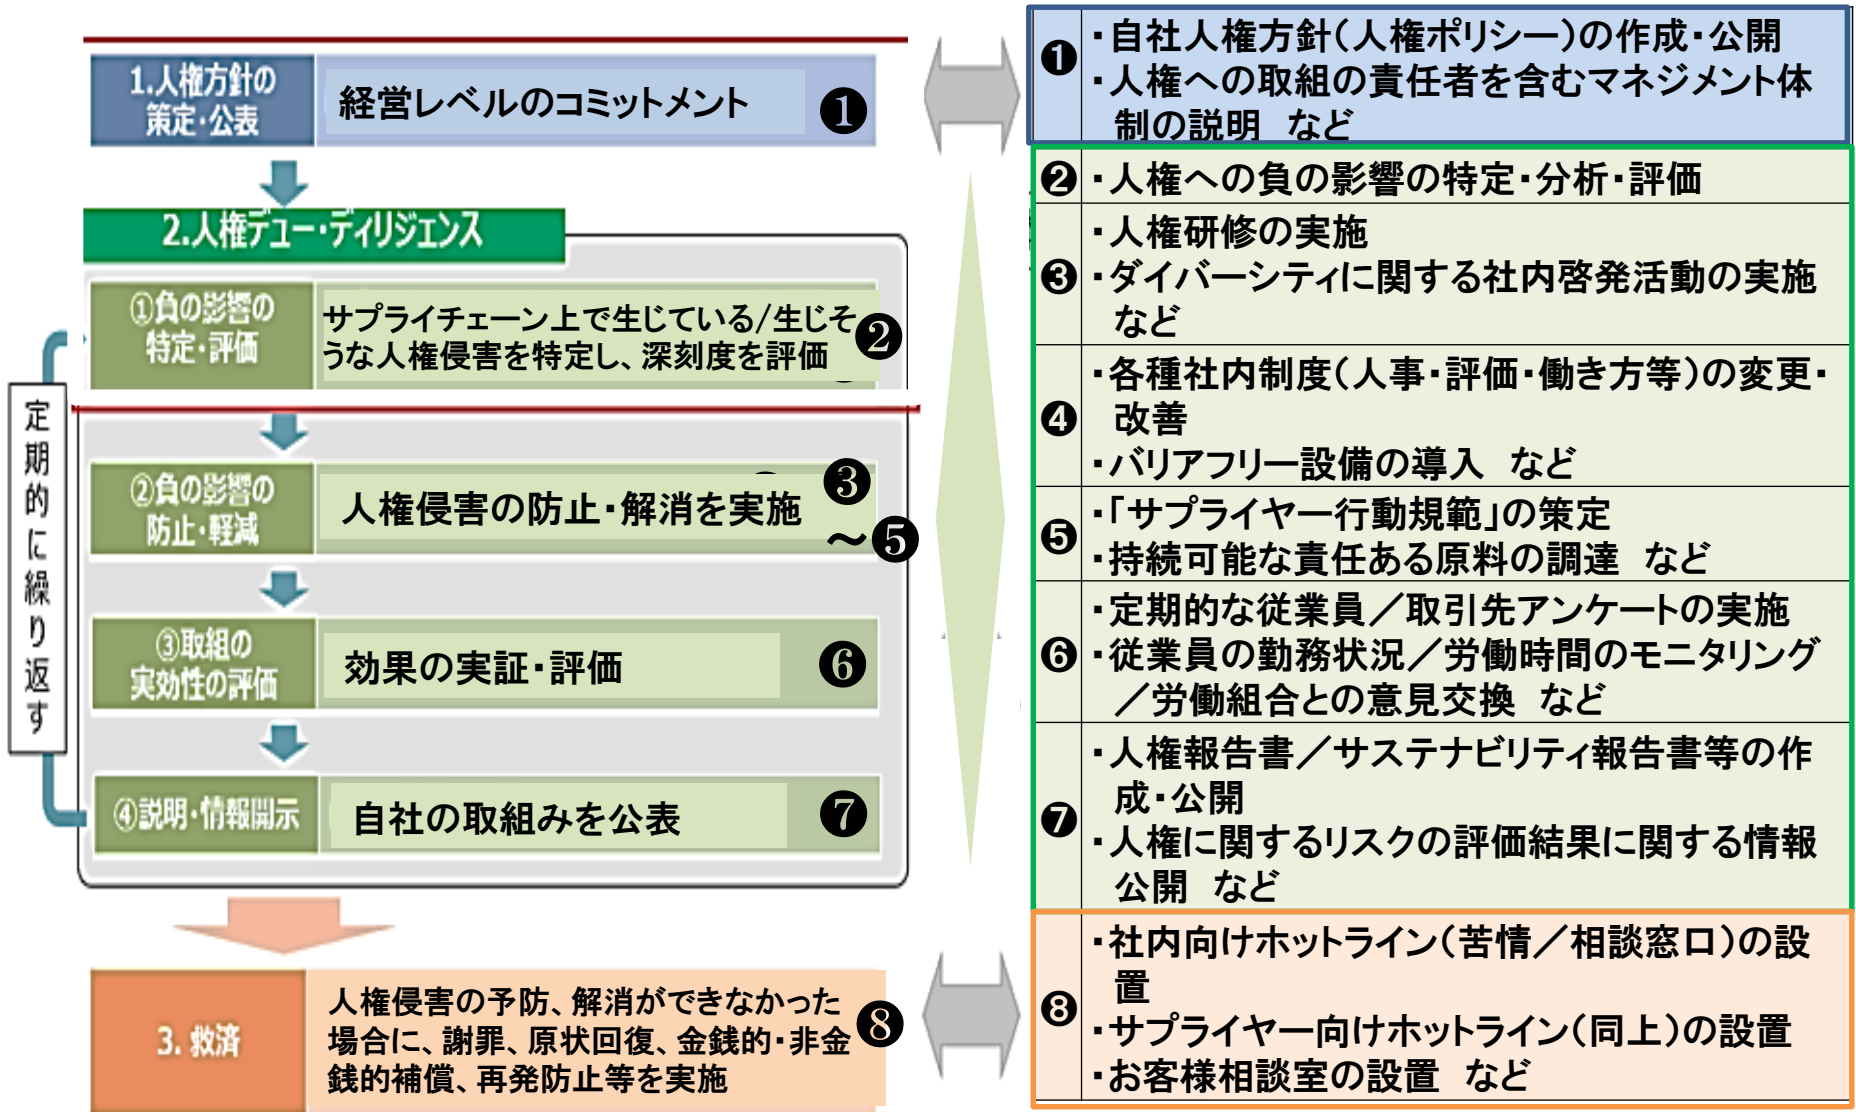 1.人権方針の
策定・公表
経営レベルのコミットメント
❶
2.人権デュー・ディリジェンス
①負の影響の
特定・評価
サプライチェーン上で生じている/生じそ
うな人権侵害を特定し、深刻度を評価
❷
定期的に繰り返す
②負の影響の
防止・軽減
人権侵害の防止・解消を実施
❸
～❺
③取組の
実効性の評価
効果の実証・評価
❻
④説明・情報開示
自社の取組みを公表
❼
3. 救済
人権侵害の予防、解消ができなかった
場合に、謝罪、原状回復、金銭的・非金
銭的補償、再発防止等を実施
❽
❶
・自社人権方針（人権ポリシー）の作成・公開
・人権への取組の責任者を含むマネジメント体
制の説明　など
❷
・人権への負の影響の特定・分析・評価
❸
・人権研修の実施
・ダイバーシティに関する社内啓発活動の実施
など
❹
・各種社内制度（人事・評価・働き方等）の変更・
改善
・バリアフリー設備の導入　など
❺
・「サプライヤー行動規範」の策定
・持続可能な責任ある原料の調達　など
❻
・定期的な従業員／取引先アンケートの実施
・従業員の勤務状況／労働時間のモニタリング
／労働組合との意見交換　など
❼
・人権報告書／サステナビリティ報告書等の作
成・公開
・人権に関するリスクの評価結果に関する情報
公開　など
❽
・社内向けホットライン（苦情／相談窓口）の設
置
・サプライヤー向けホットライン（同上）の設置
・お客様相談室の設置　など